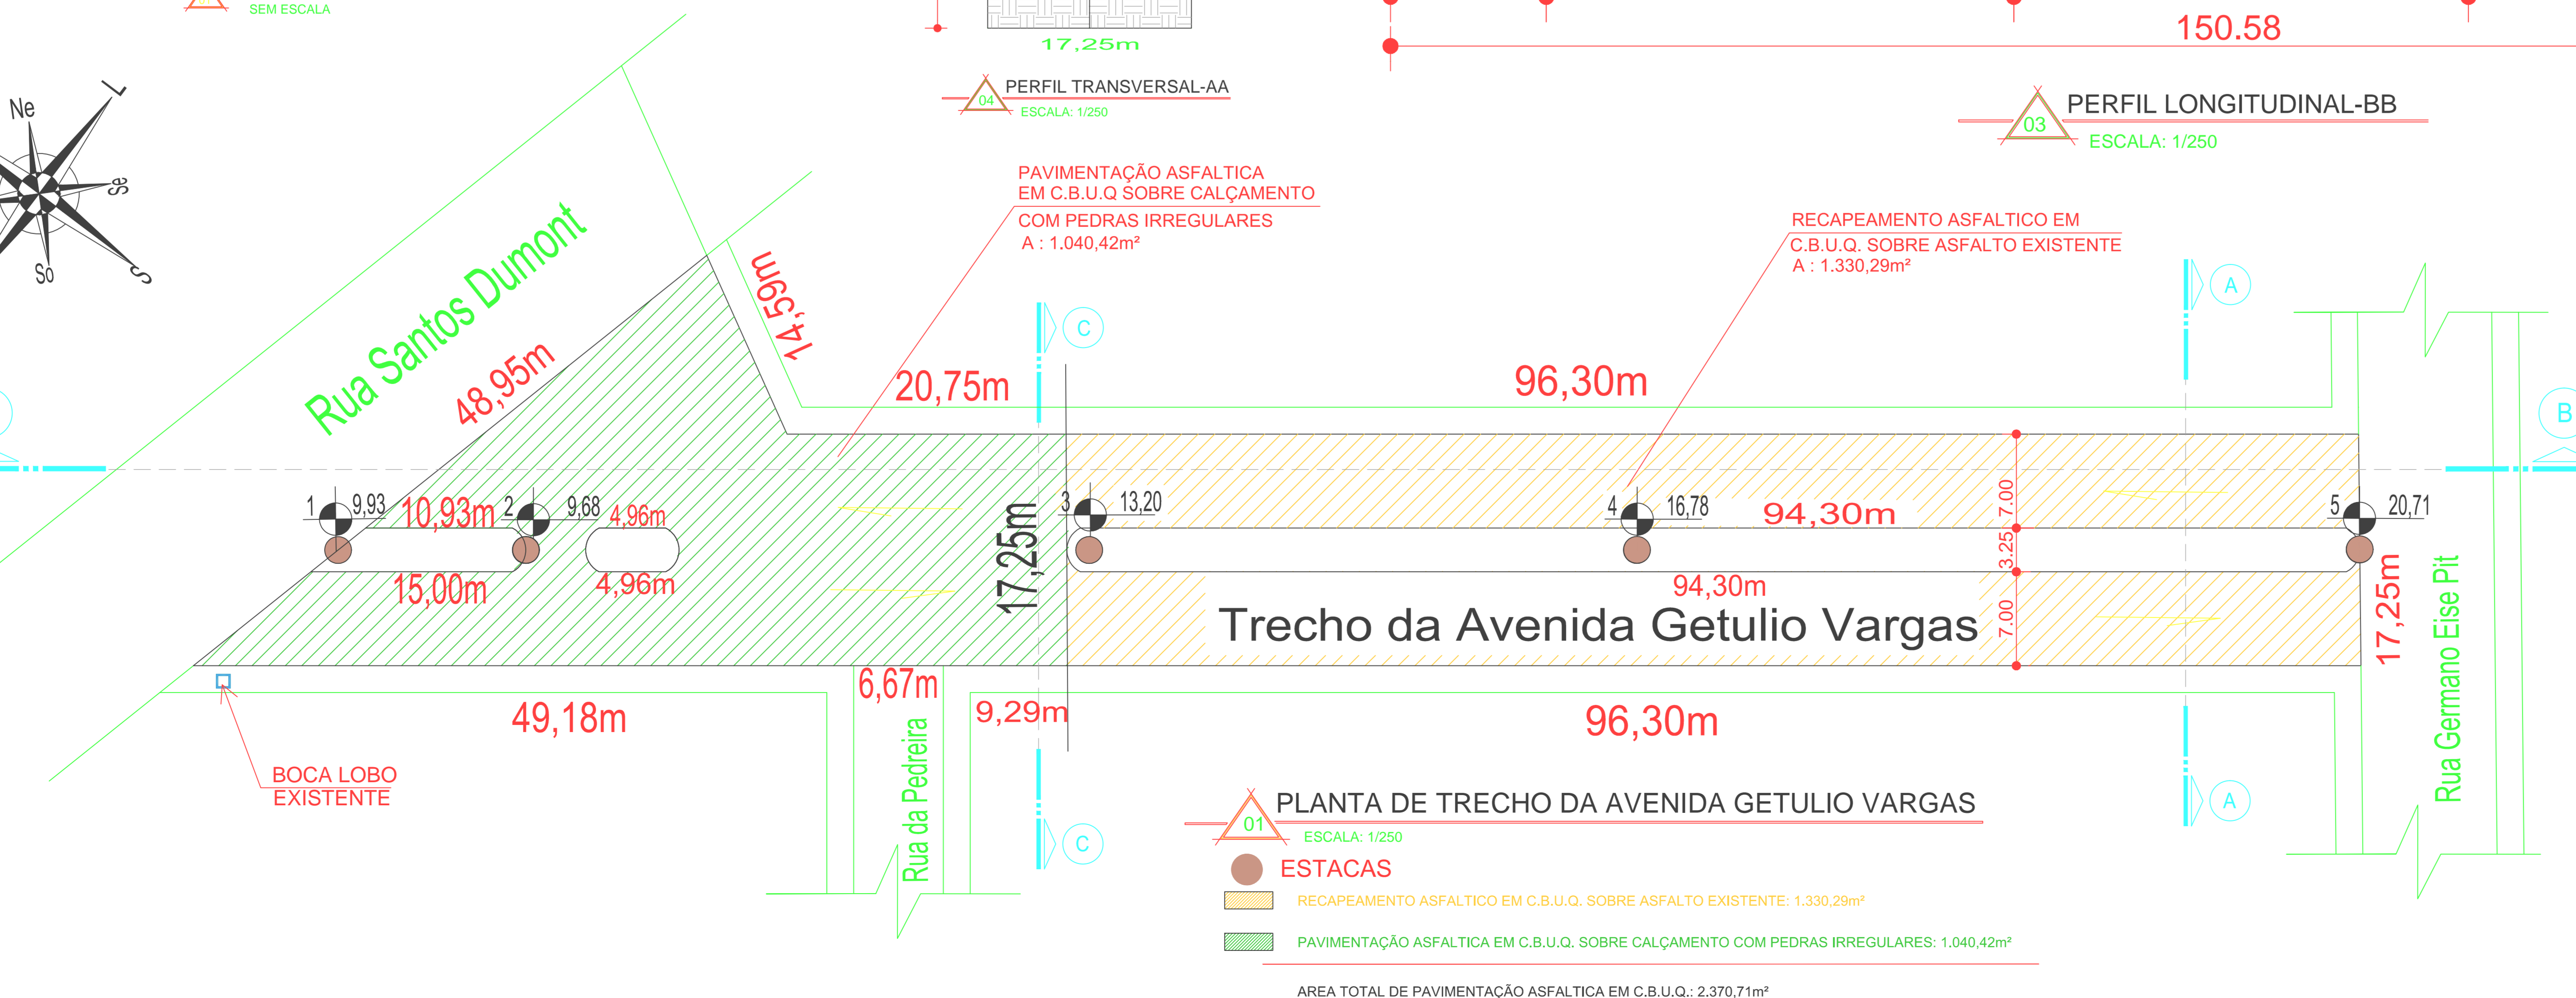 SEM ESCALA
17,25m
150.58
04
PERFIL TRANSVERSAL-AA
ESCALA: 1/250
03
PERFIL LONGITUDINAL-BB
ESCALA: 1/250
L
Ne
Se
So
S
PAVIMENTAÇÃO ASFALTICA
EM C.B.U.Q SOBRE CALÇAMENTO
COM PEDRAS IRREGULARES
A : 1.040,42m²
RECAPEAMENTO ASFALTICO EM
C.B.U.Q. SOBRE ASFALTO EXISTENTE
A : 1.330,29m²
Rua Santos Dumont
48,95m
14,59m
20,75m
96,30m
C
A
B
1
9,93
10,93m
2
9,68
4,96m
3
13,20
4
16,78
94,30m
5
20,71
7.00
3.25
7.00
15,00m
4,96m
17,25m
94,30m
Trecho da Avenida Getulio Vargas
17,25m
Rua Germano Eise Pit
49,18m
6,67m
9,29m
96,30m
Rua da Pedreira
BOCA LOBO
EXISTENTE
C
A
01
PLANTA DE TRECHO DA AVENIDA GETULIO VARGAS
ESCALA: 1/250
ESTACAS
RECAPEAMENTO ASFALTICO EM C.B.U.Q. SOBRE ASFALTO EXISTENTE: 1.330,29m²
PAVIMENTAÇÃO ASFALTICA EM C.B.U.Q. SOBRE CALÇAMENTO COM PEDRAS IRREGULARES: 1.040,42m²
AREA TOTAL DE PAVIMENTAÇÃO ASFALTICA EM C.B.U.Q.: 2.370,71m²